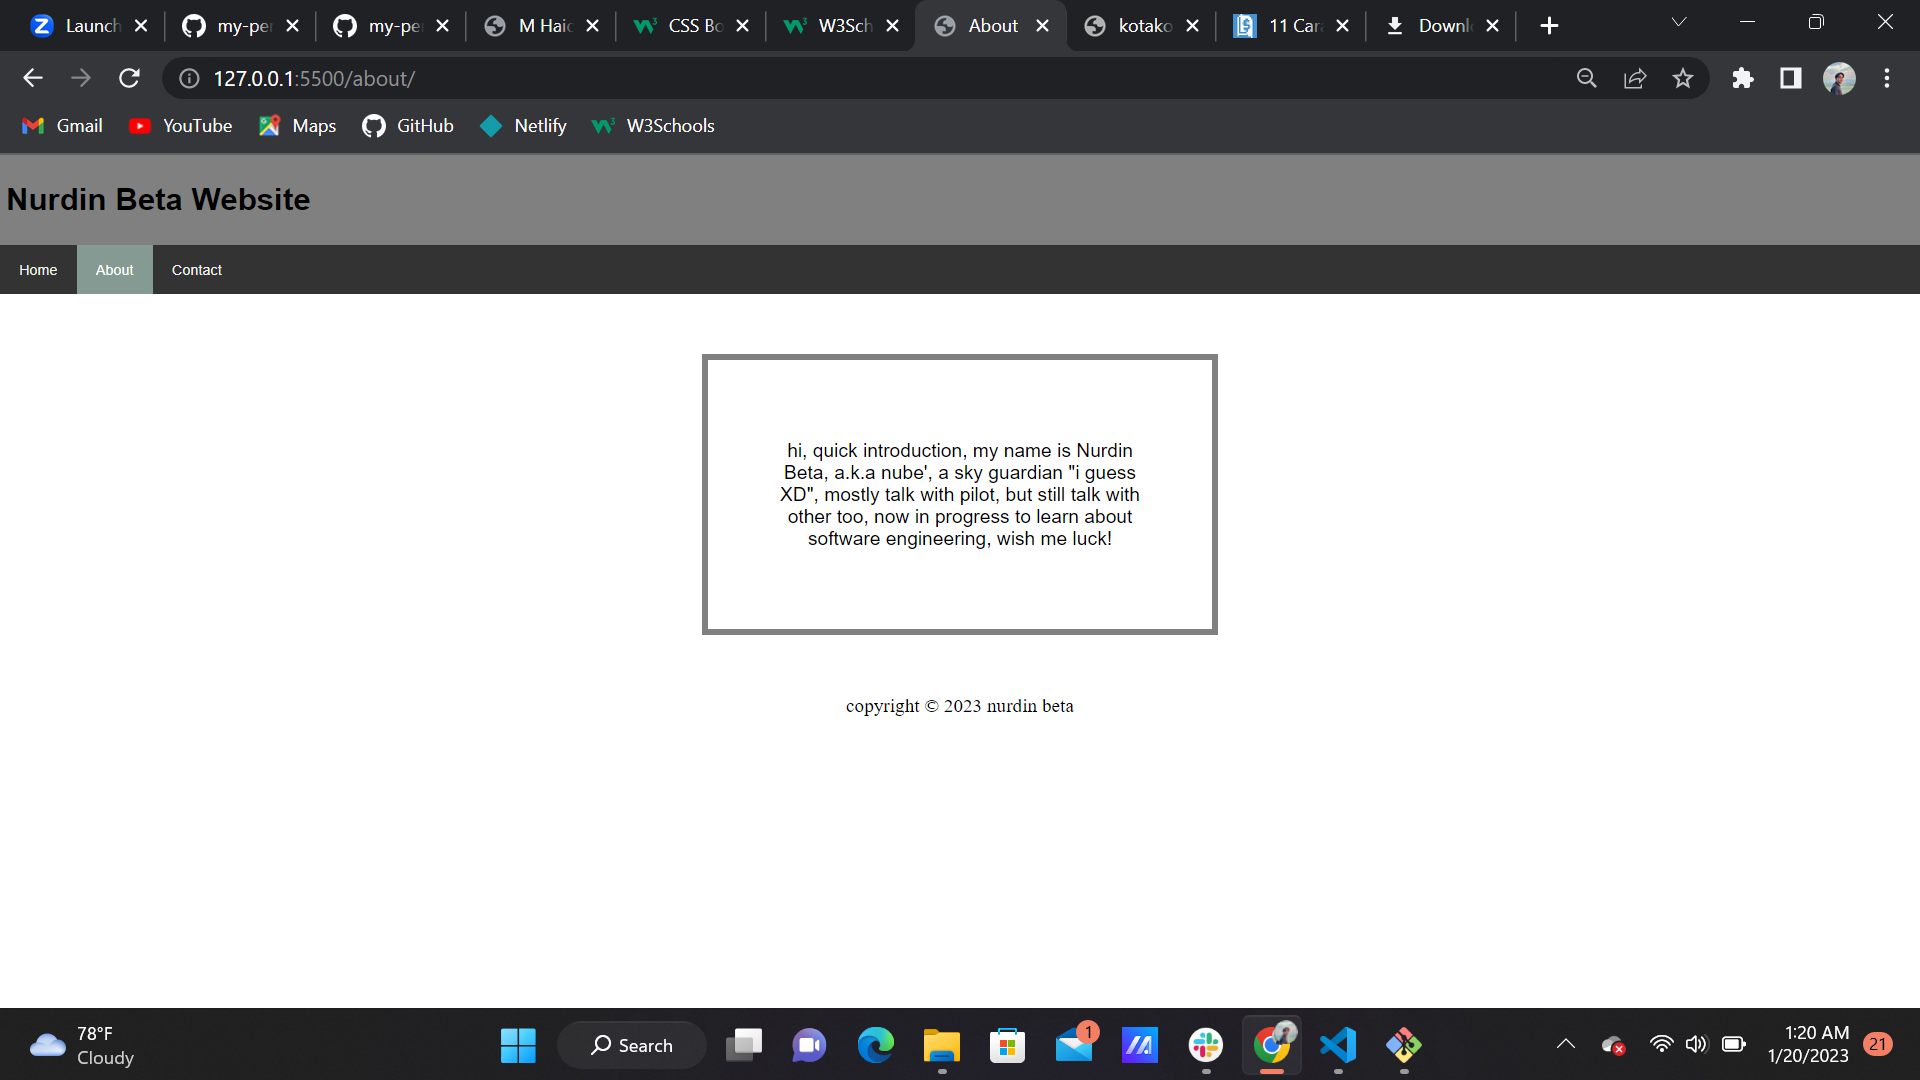 Launch
my-per
my-per
M Haid
CSS Bo
W3Sch
About
kotako
11 Cara
Downl
127.0.0.1:5500/about/
Gmail
YouTube
Maps
GitHub
Netlify
W3Schools
Nurdin Beta Website
Home
About
Contact
hi, quick introduction, my name is Nurdin
Beta, a.k.a nube', a sky guardian "i guess
XD", mostly talk with pilot, but still talk with
other too, now in progress to learn about
software engineering, wish me luck!
copyright © 2023 nurdin beta
78°F
Cloudy
Search
1
1:20 AM
1/20/2023
21